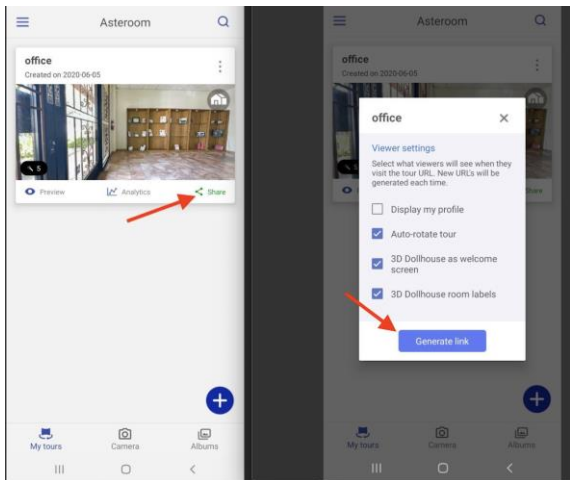 Asteroom
office
Created on 2020-06-05
5
Preview
Analytics
Share
My tours
Camera
Albums
Asteroom
office
Created on 2020-06-05
office
Viewer settings
Select what viewers will see when they
visit the tour URL. New URL's will be
generated each time.
Display my profile
Auto-rotate tour
3D Dollhouse as welcome
screen
3D Dollhouse room labels
Generate link
Share
My tours
Camera
Albums